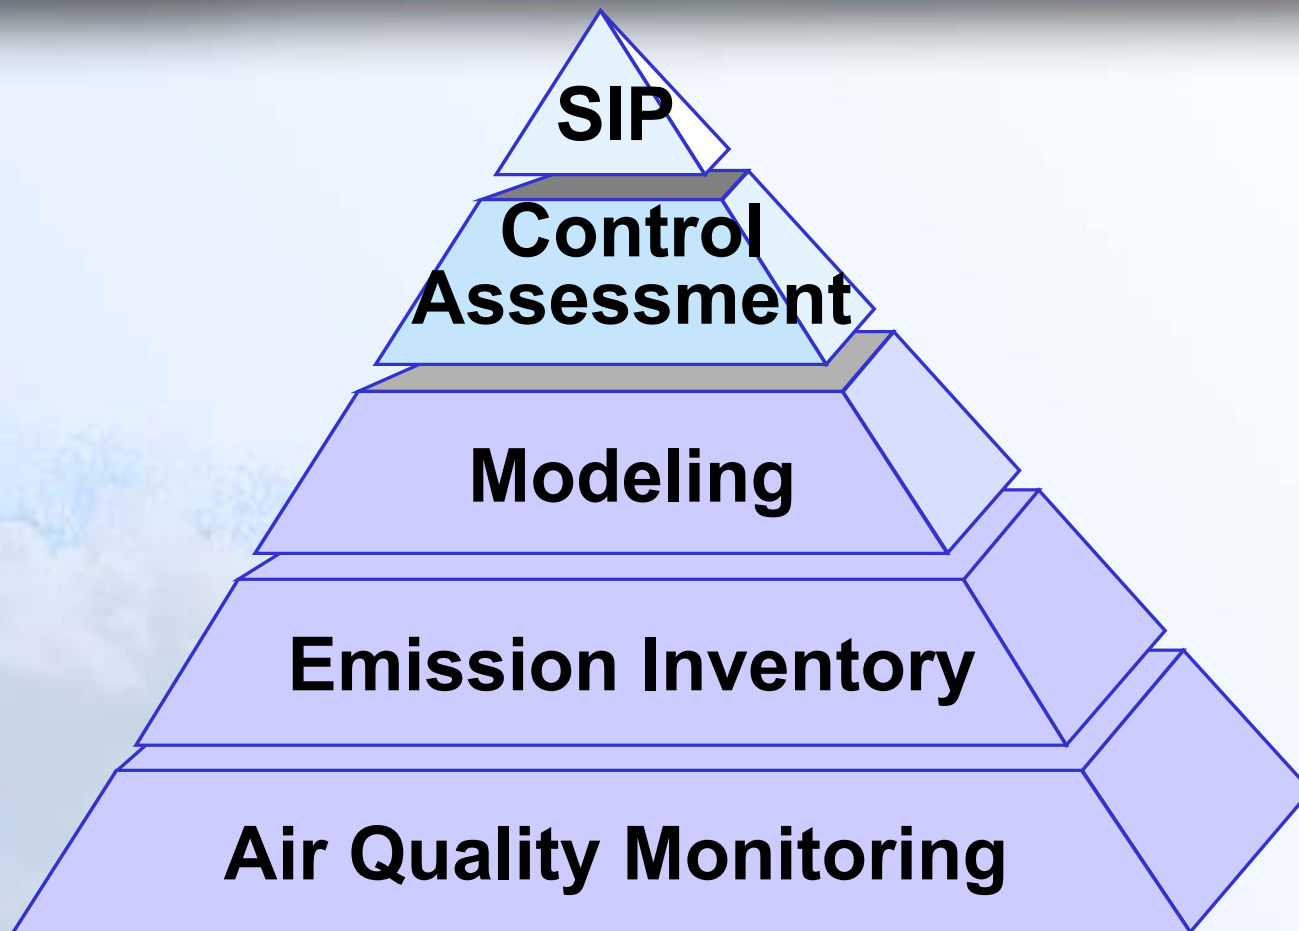 SIP
Control
Assessment
Modeling
Emission Inventory
Air Quality Monitoring